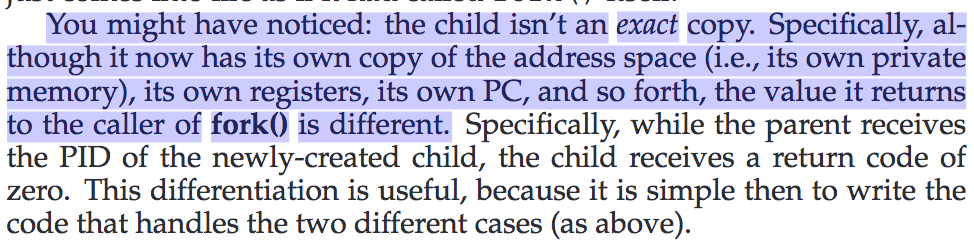 You might have noticed: the child isn't an exact copy. Specifically, al-
though it now has its own copy of the address space (i.e., its own private
memory), its own registers, its own PC, and so forth, the value it returns
to the caller of fork() is different. Specifically, while the parent receives
the PID of the newly-created child, the child receives a return code of
zero. This differentiation is useful, because it is simple then to write the
code that handles the two different cases (as above).